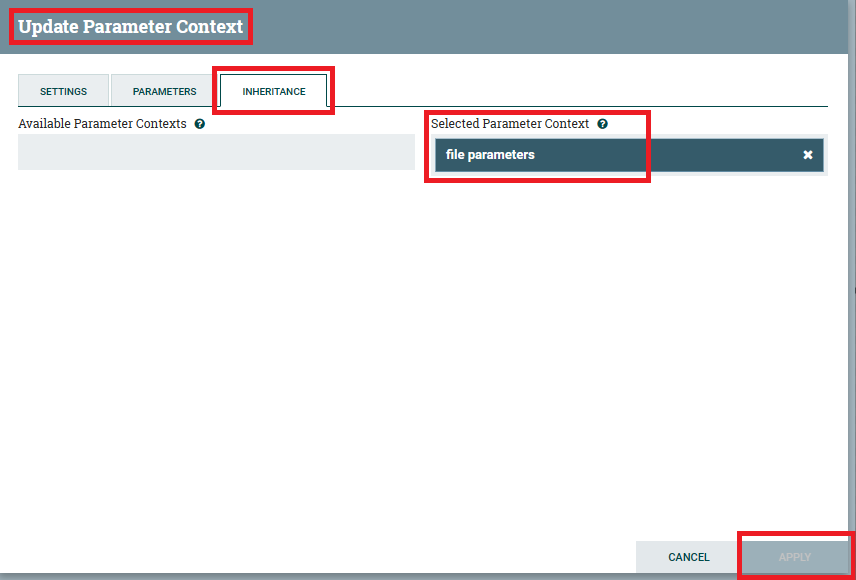 Update Parameter Context
SETTINGS PARAMETERS INHERITANCE
Available Parameter Contexts ? Selected Parameter Context ?
file parameters ×
CANCEL APPLY